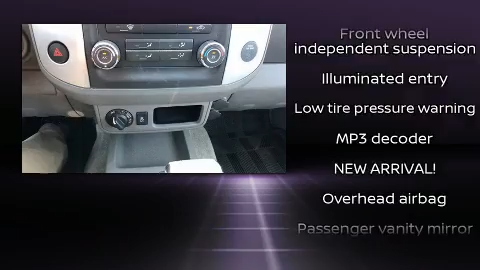 Front wheel
independent suspension
Illuminated entry
Low tire pressure warning
MP3 decoder
NEW ARRIVAL!
Overhead airbag
Passenger vanity mirror